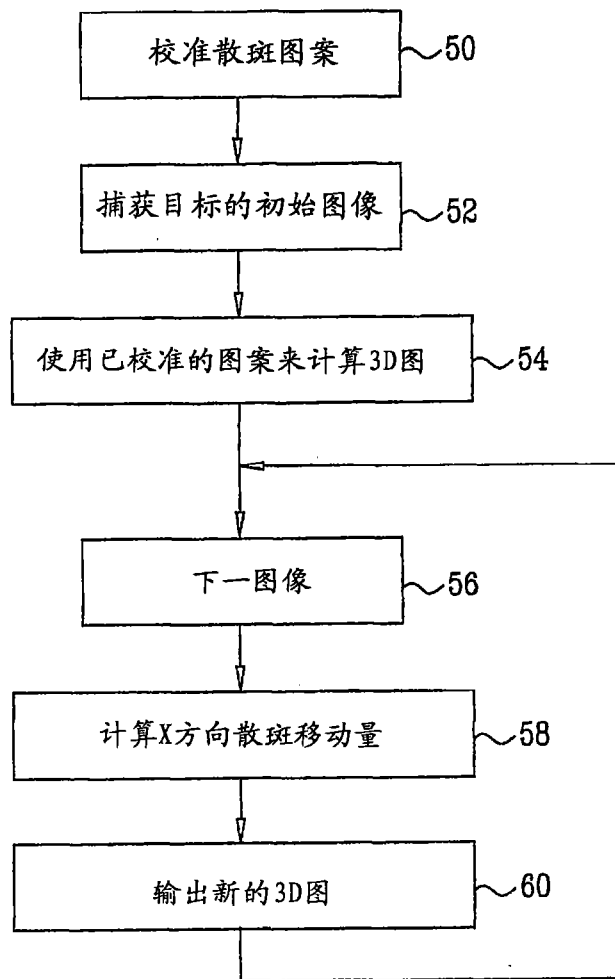 校准散斑图案 50
捕获目标的初始图像 52
使用已校准的图案来计算3D图 54
下一图像 56
计算X方向散斑移动量 58
输出新的3D图 60